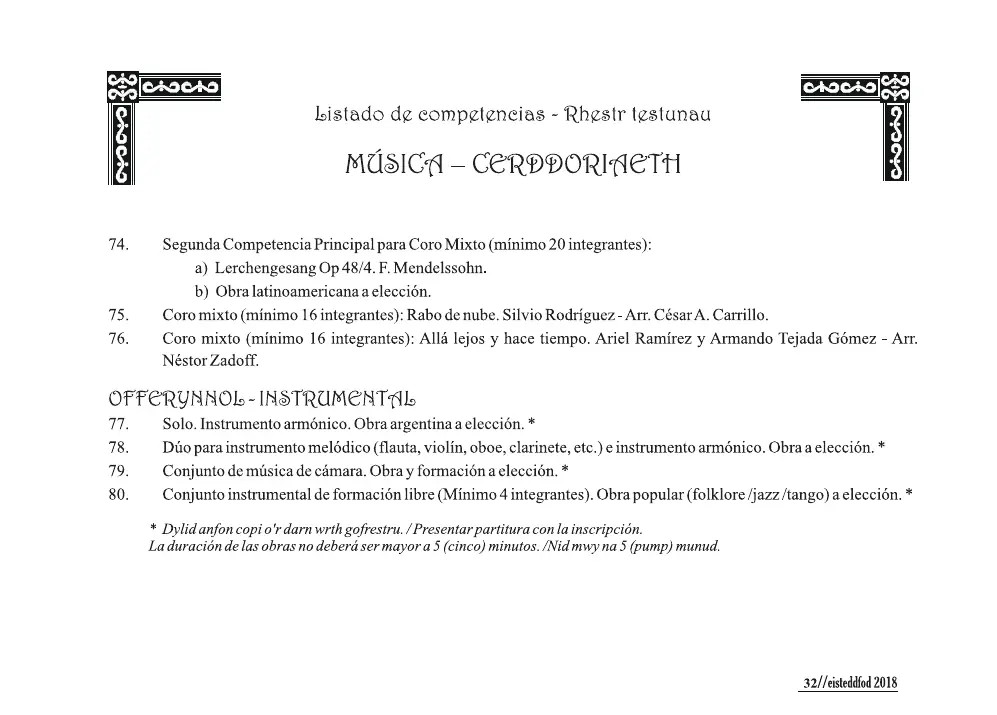 Listado de competencias - Rhestr testunau
MÚSICA – CERDDORIAETH
74. Segunda Competencia Principal para Coro Mixto (mínimo 20 integrantes):
a) Lerchengesang Op 48/4. F. Mendelssohn.
b) Obra latinoamericana a elección.
75. Coro mixto (mínimo 16 integrantes): Rabo de nube. Silvio Rodríguez - Arr. César A. Carrillo.
76. Coro mixto (mínimo 16 integrantes): Allá lejos y hace tiempo. Ariel Ramírez y Armando Tejada Gómez - Arr.
Néstor Zadoff.
OFFERYNNOL - INSTRUMENTAL
77. Solo. Instrumento armónico. Obra argentina a elección. *
78. Dúo para instrumento melódico (flauta, violín, oboe, clarinete, etc.) e instrumento armónico. Obra a elección. *
79. Conjunto de música de cámara. Obra y formación a elección. *
80. Conjunto instrumental de formación libre (Mínimo 4 integrantes). Obra popular (folklore /jazz /tango) a elección. *
* Dylid anfon copi o'r darn wrth gofrestru. / Presentar partitura con la inscripción.
La duración de las obras no deberá ser mayor a 5 (cinco) minutos. /Nid mwy na 5 (pump) munud.
32//eisteddfod 2018